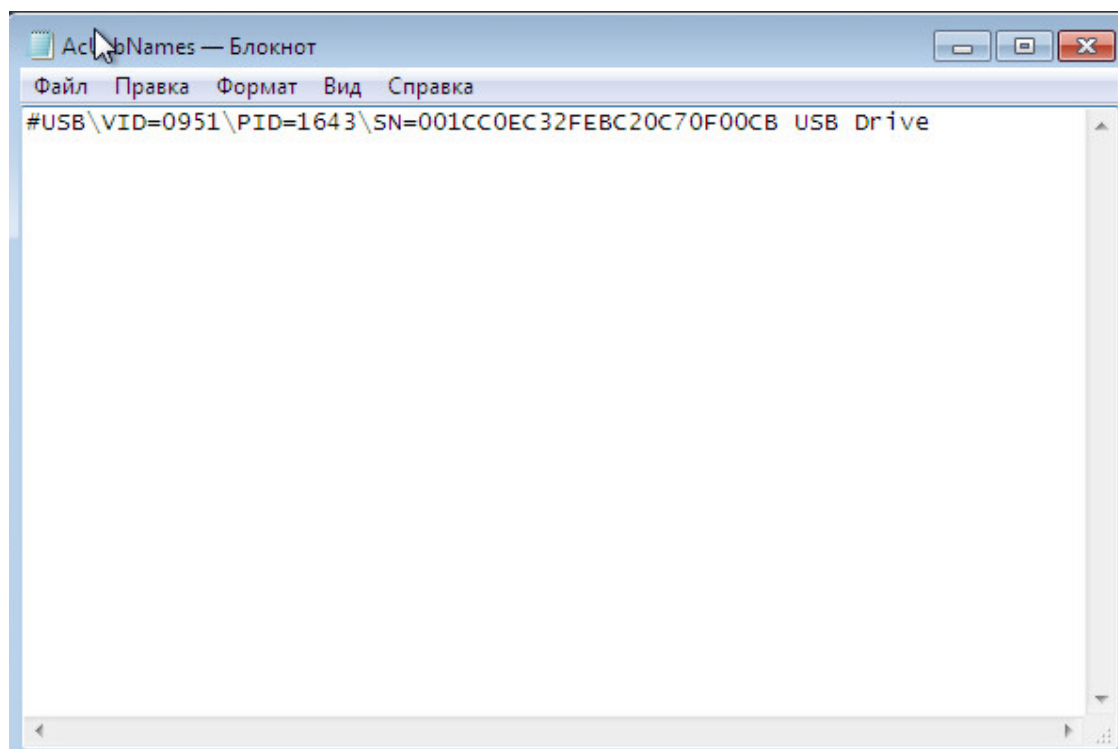 — Блокнот
Файл Правка Формат Вид Справка
#USB\VID=0951\PID=1643\SN=001CC0EC32FEBC20C70F00CB USB Drive